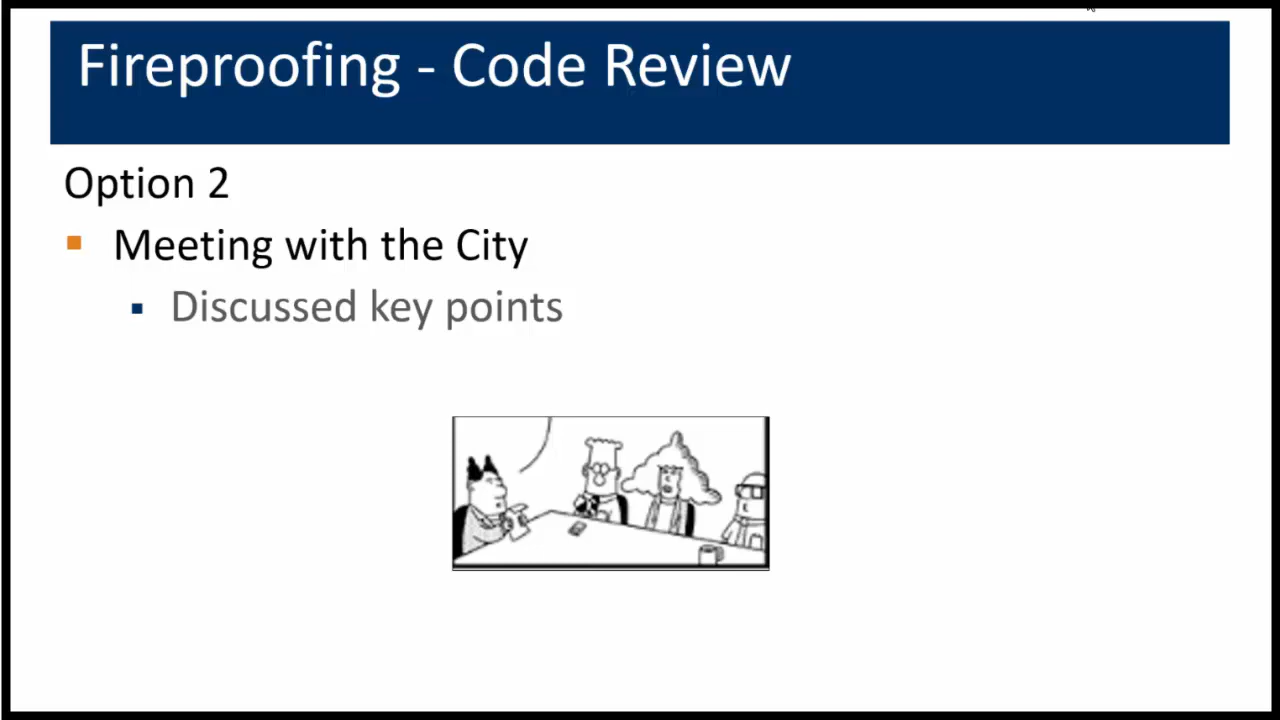 Fireproofing - Code Review
Option 2
Meeting with the City
Discussed key points